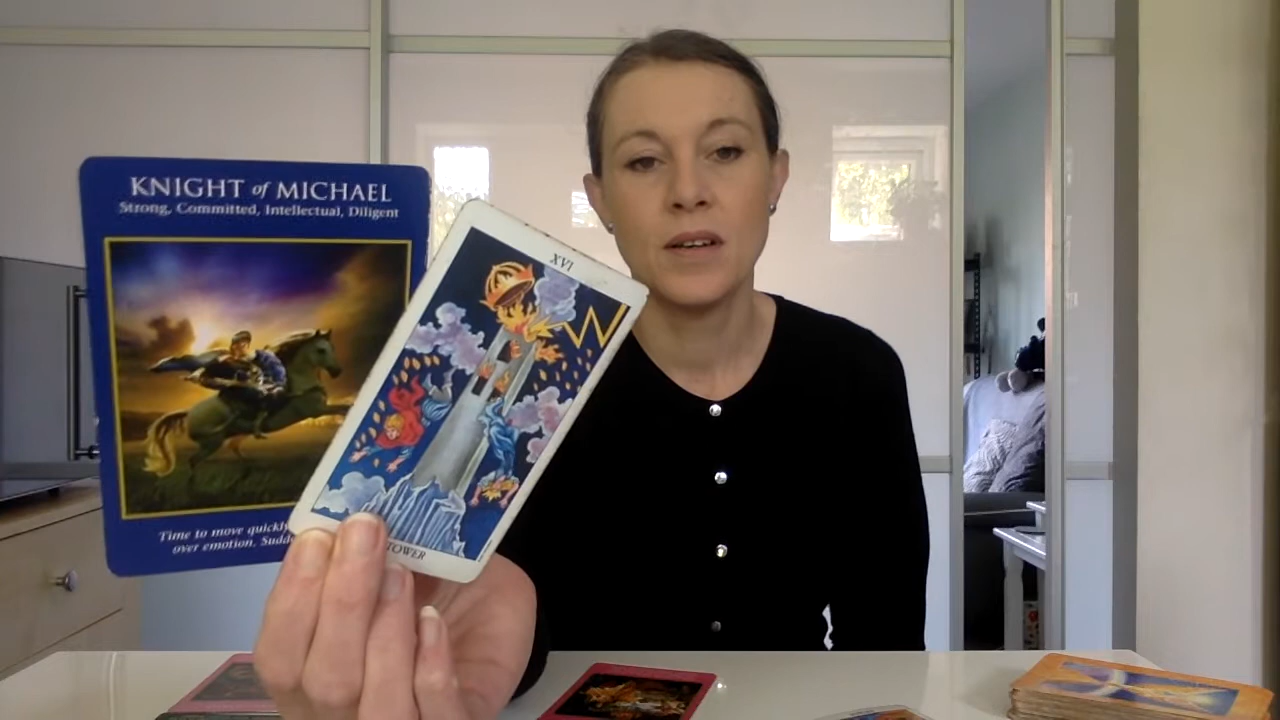 KNIGHT of MICHAEL
Strong, Committed, Intellectual, Diligent
Time to move quickly
over emotion.
XVI
TOWER